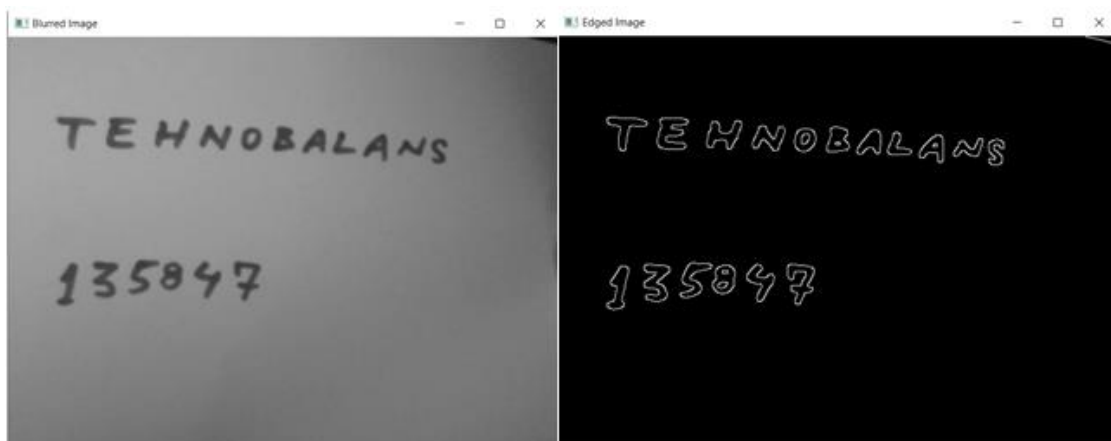 Blurred Image
Edged Image
TEHNOBALANS
TEHNOBALANS
135847
135847